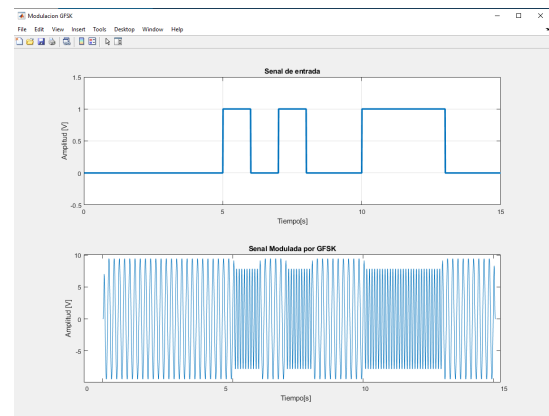 Modulacion GFSK
File Edit View Insert Tools Desktop Window Help
Senal de entrada
1.5
1
0.5
0
-0.5
Amplitud [V]
0 5 10 15
Tiempo[s]
Senal Modulada por GFSK
10
5
0
-5
Amplitud [V]
0 5 10 15
Tiempo[s]